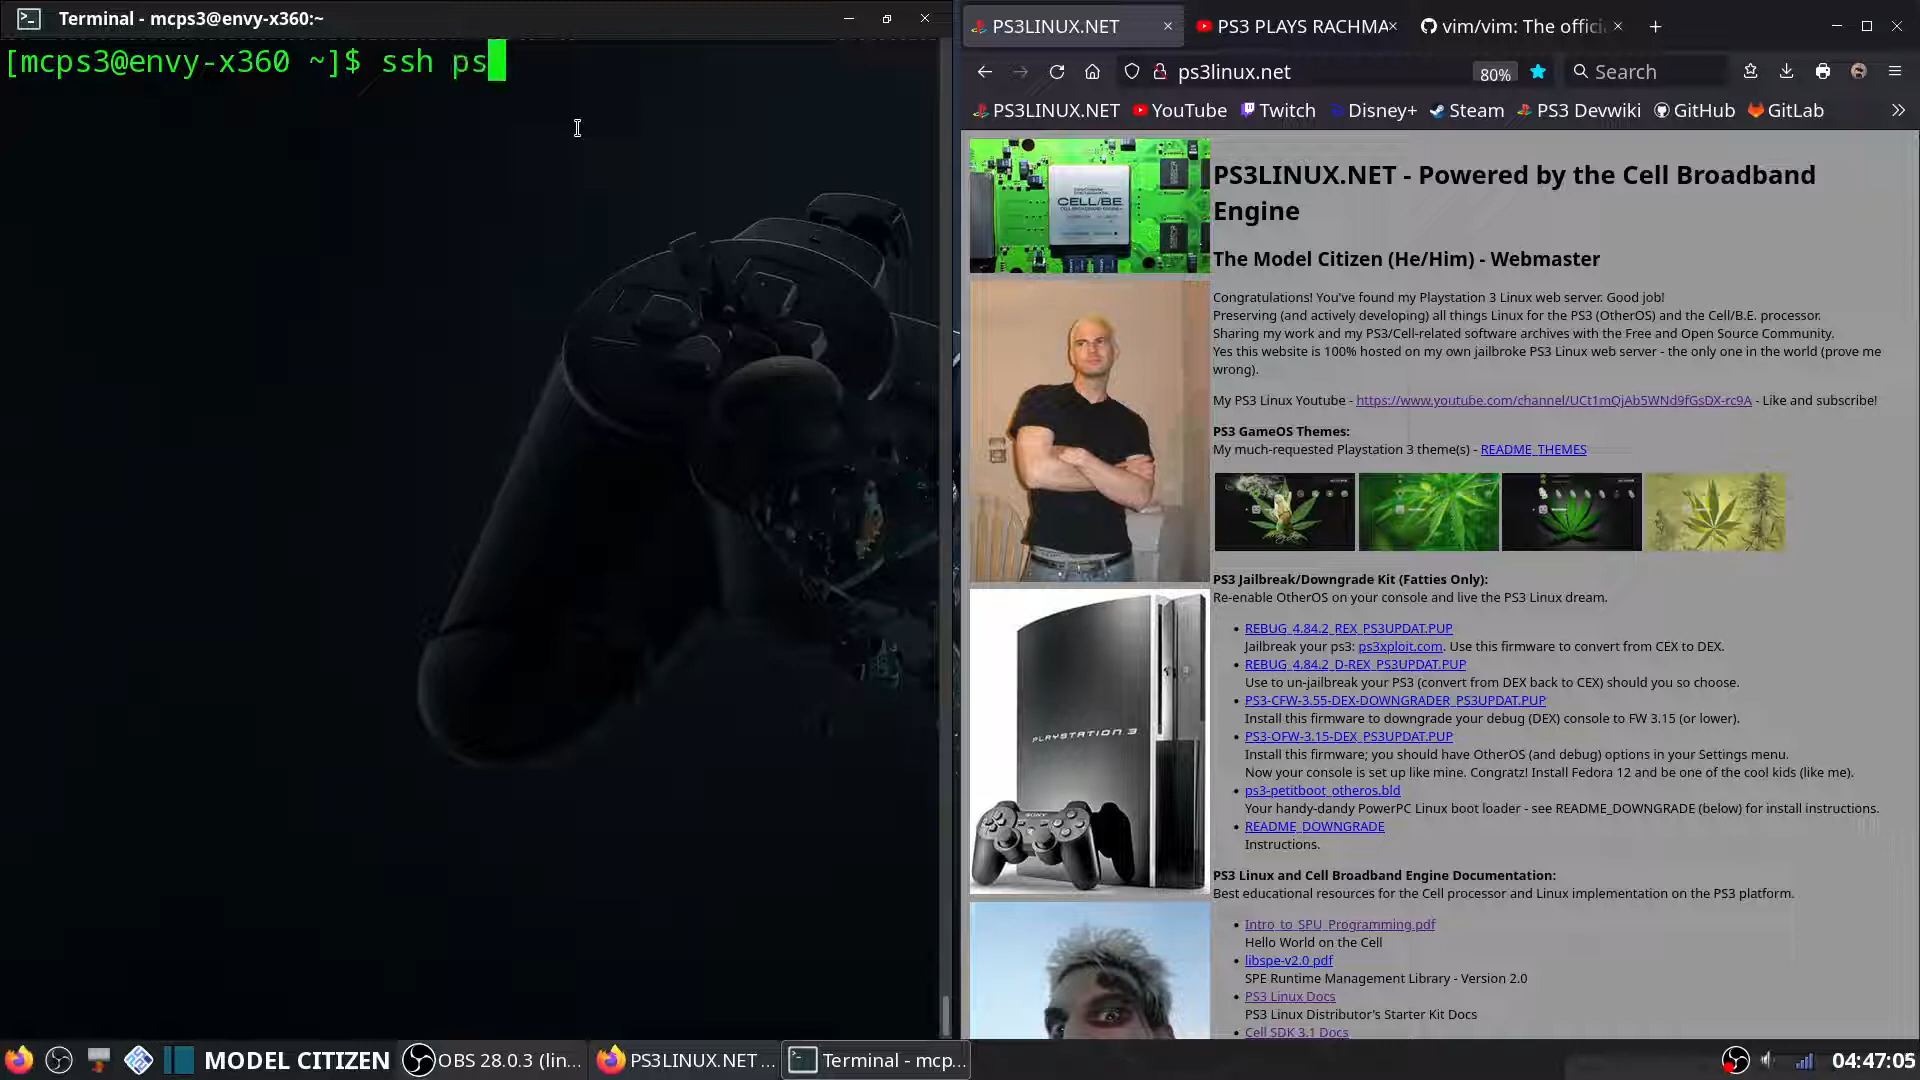 Terminal - mcps3@envy-x360:~
[mcps3@envy-x360 ~]$ ssh ps
PS3LINUX.NET
PS3 PLAYS RACHMA
vim/vim: The offici
ps3linux.net
80%
Search
PS3LINUX.NET
YouTube
Twitch
Disney+
Steam
PS3 Devwiki
GitHub
GitLab
CELL/BE
PS3LINUX.NET - Powered by the Cell Broadband
Engine
The Model Citizen (He/Him) - Webmaster
Congratulations! You've found my Playstation 3 Linux web server. Good job!
Preserving (and actively developing) all things Linux for the PS3 (OtherOS) and the Cell/B.E. processor.
Sharing my work and my PS3/Cell-related software archives with the Free and Open Source Community.
Yes this website is 100% hosted on my own jailbroke PS3 Linux web server - the only one in the world (prove me
wrong).
My PS3 Linux Youtube - https://www.youtube.com/channel/UCt1mQjAb5WNd9fGsDX-rc9A - Like and subscribe!
PS3 GameOS Themes:
My much-requested Playstation 3 theme(s) - README_THEMES
PS3 Jailbreak/Downgrade Kit (Fatties Only):
Re-enable OtherOS on your console and live the PS3 Linux dream.
• REBUG_4.84.2_REX_PS3UPDAT.PUP
Jailbreak your ps3: ps3xploit.com. Use this firmware to convert from CEX to DEX.
• REBUG_4.84.2_D-REX_PS3UPDAT.PUP
Use to un-jailbreak your PS3 (convert from DEX back to CEX) should you so choose.
• PS3-CFW-3.55-DEX-DOWNGRADER_PS3UPDAT.PUP
Install this firmware to downgrade your debug (DEX) console to FW 3.15 (or lower).
• PS3-OFW-3.15-DEX_PS3UPDAT.PUP
Install this firmware; you should have OtherOS (and debug) options in your Settings menu.
Now your console is set up like mine. Congratz! Install Fedora 12 and be one of the cool kids (like me).
• ps3-petitboot_otheros.bld
Your handy-dandy PowerPC Linux boot loader - see README_DOWNGRADE (below) for install instructions.
• README_DOWNGRADE
Instructions.
PLAYSTATION 3
SONY
PS3 Linux and Cell Broadband Engine Documentation:
Best educational resources for the Cell processor and Linux implementation on the PS3 platform.
• Intro_to_SPU_Programming.pdf
Hello World on the Cell
• libspe-v2.0 pdf
SPE Runtime Management Library - Version 2.0
• PS3 Linux Docs
PS3 Linux Distributor's Starter Kit Docs
• Cell SDK 3.1 Docs
MODEL CITIZEN
OBS 28.0.3 (lin...
PS3LINUX.NET ...
Terminal - mcp...
04:47:05